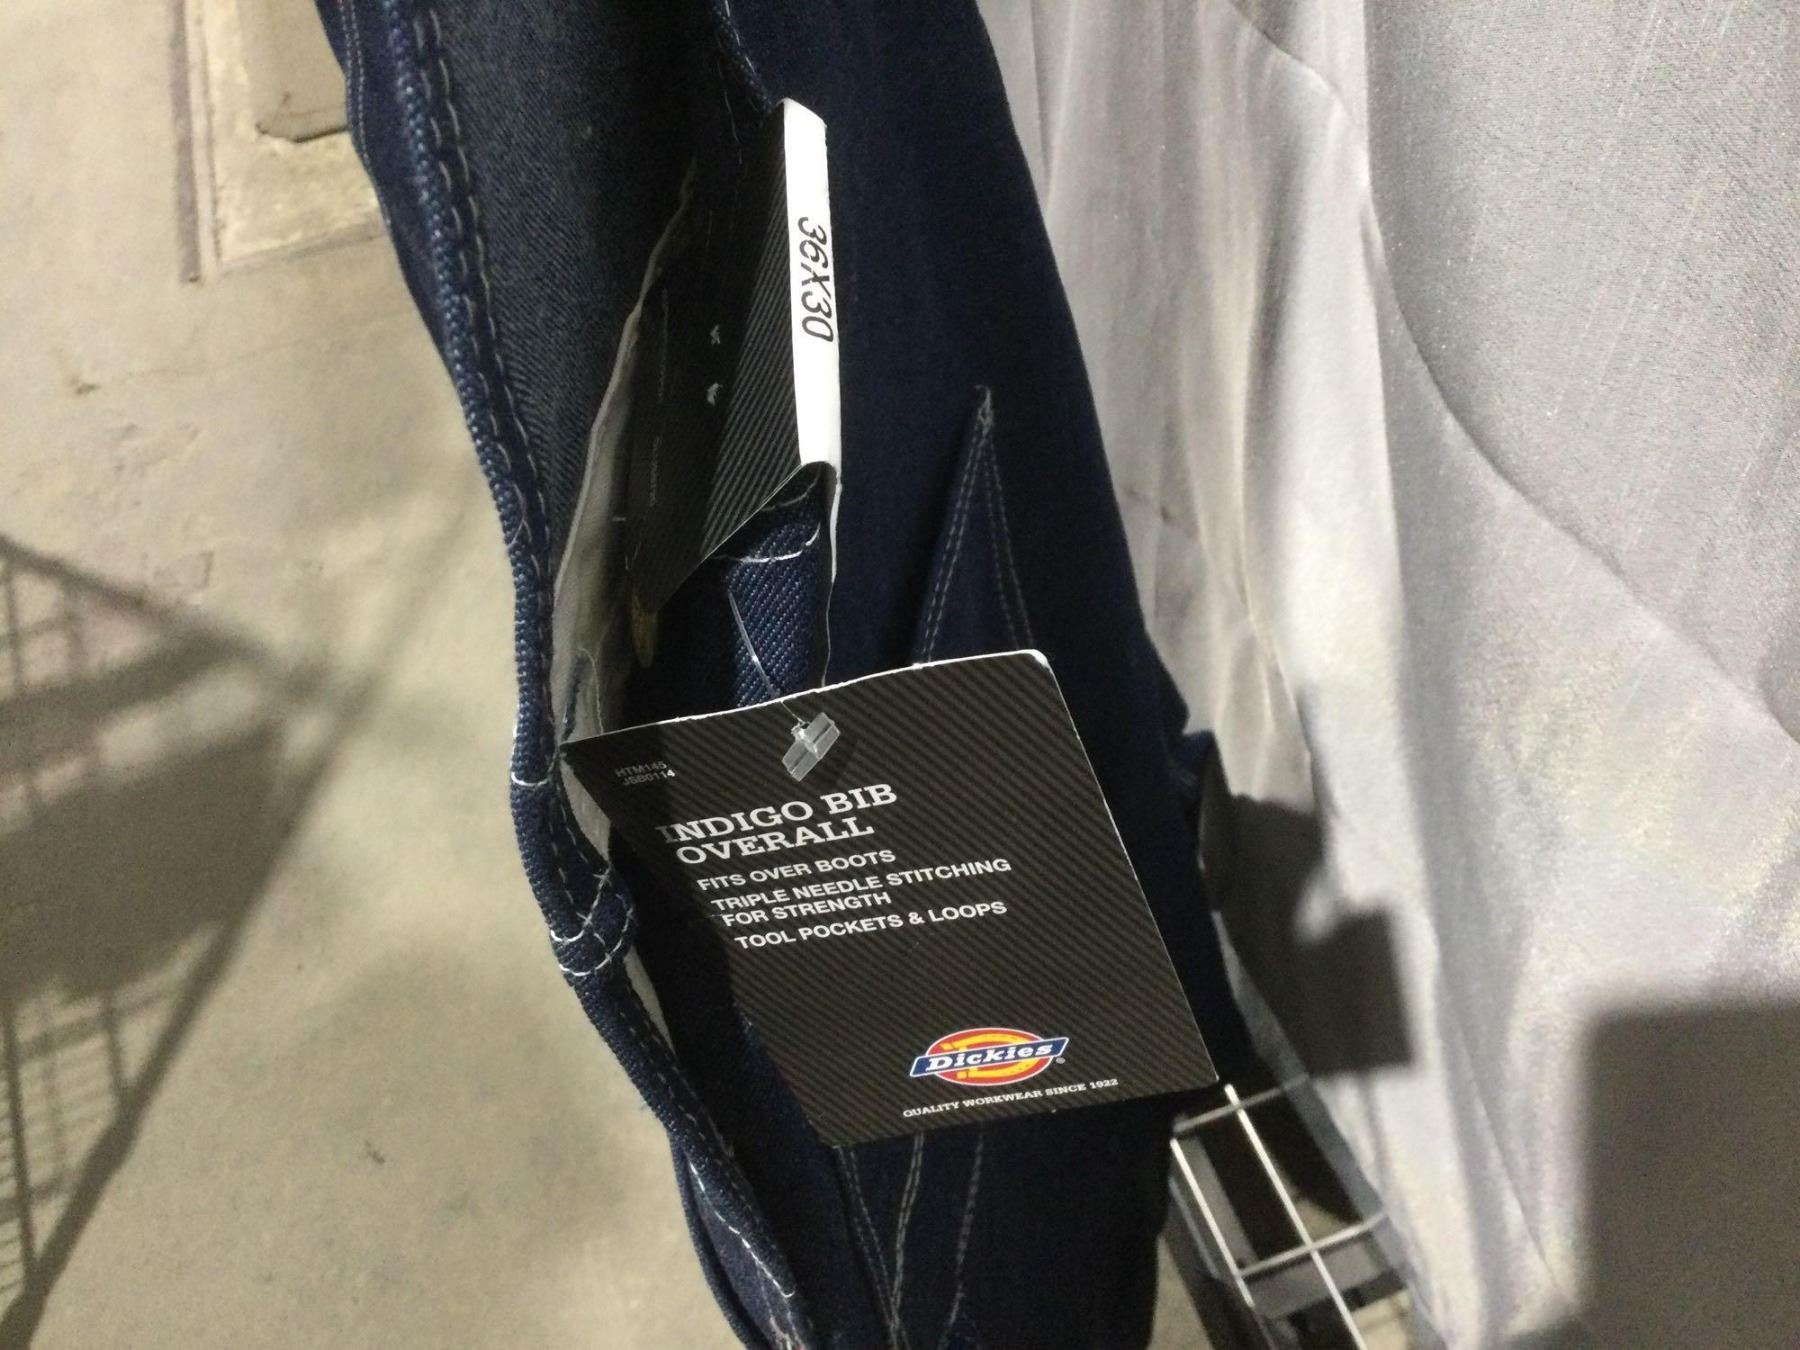 36X30
HTM145
JSB0114
INDIGO BIB
OVERALL
FITS OVER BOOTS
TRIPLE NEEDLE STITCHING
FOR STRENGTH
TOOL POCKETS & LOOPS
Dickies®
QUALITY WORKWEAR SINCE 1922